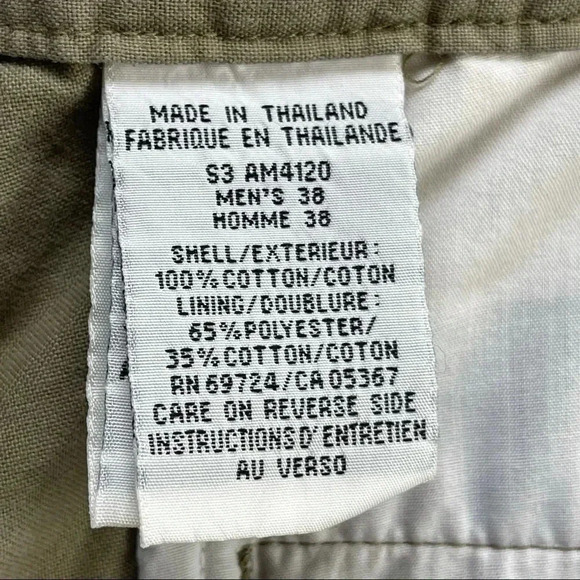 MADE IN THAILAND
FABRIQUE EN THAILANDE
S3 AM4120
MEN'S 38
HOMME 38
SHELL/EXTERIEUR:
100% COTTON/COTON
LINING/DOUBLURE:
65% POLYESTER/
35% COTTON/COTON
RN 69724/CA 05367
CARE ON REVERSE SIDE
INSTRUCTIONS D'ENTRETIEN
AU VERSO